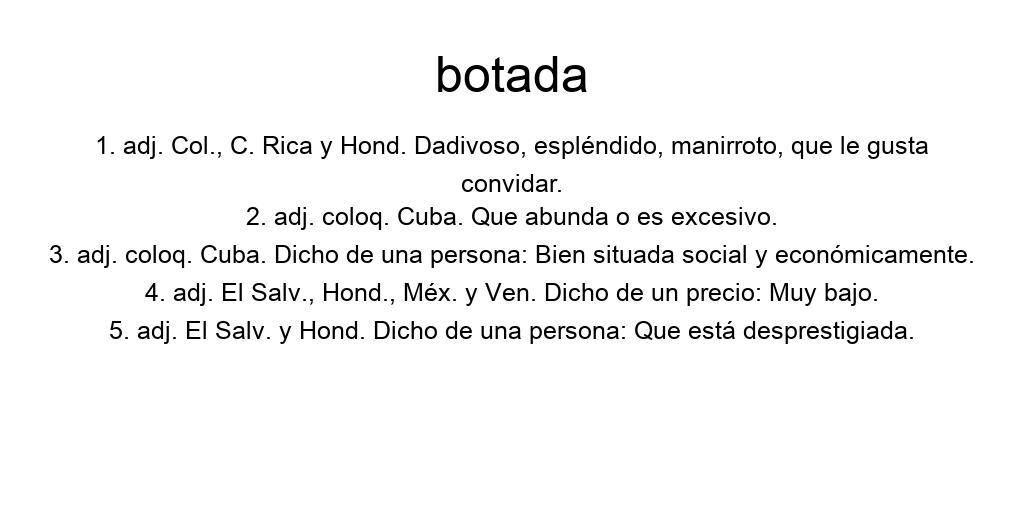 botada
1. adj. Col., C. Rica y Hond. Dadivoso, espléndido, manirroto, que le gusta
convidar.
2. adj. coloq. Cuba. Que abunda o es excesivo.
3. adj. coloq. Cuba. Dicho de una persona: Bien situada social y económicamente.
4. adj. El Salv., Hond., Méx. y Ven. Dicho de un precio: Muy bajo.
5. adj. El Salv. y Hond. Dicho de una persona: Que está desprestigiada.